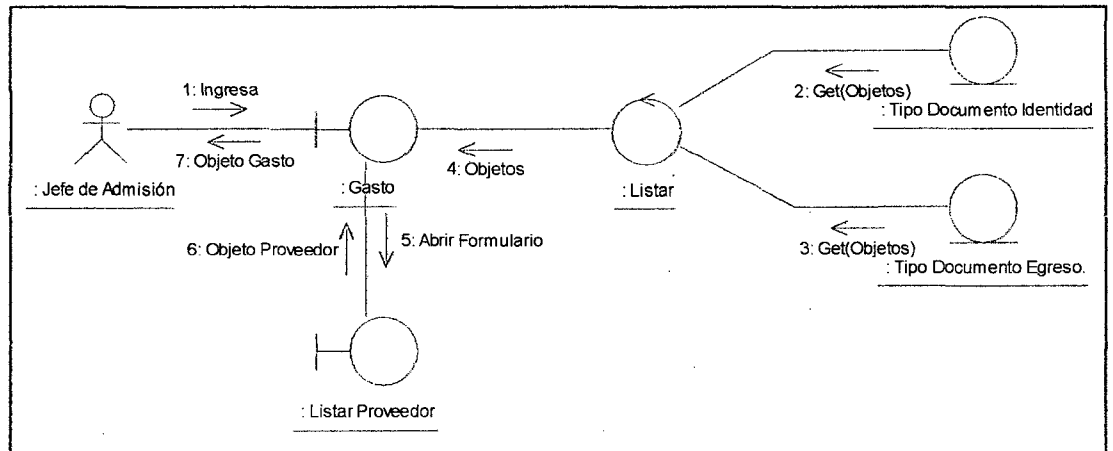 1: Ingresa
2: Get(Objetos)
: Tipo Documento Identidad
7: Objeto Gasto
4: Objetos
: Jefe de Admisión
: Gasto
: Listar
6: Objeto Proveedor
5: Abrir Formulario
3: Get(Objetos)
: Tipo Documento Egreso.
: Listar Proveedor